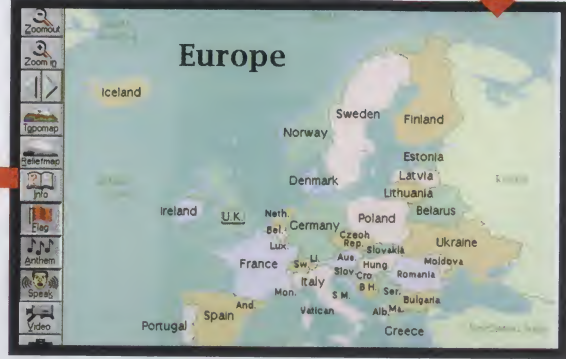 Zoomout
Zoom in
Topomap
Reliefmap
Info
Flag
Anthem
Speak
Video
Europe
Iceland
Sweden
Finland
Norway
Estonia
Latvia
Denmark
Lithuania
Ireland
U.K.
Neth.
Belarus
Poland
Bel.
Germany
Czech
Rep.
Ukraine
Lux.
Slovakia
Li.
Aus.
Moldova
France
Sw.
Hung
Slov
Cro
Romania
Italy
B H.
Ser.
Mon.
S M.
Bulgaria
And.
Ma.
Alb.
Spain
Vatican
Portugal
Greece